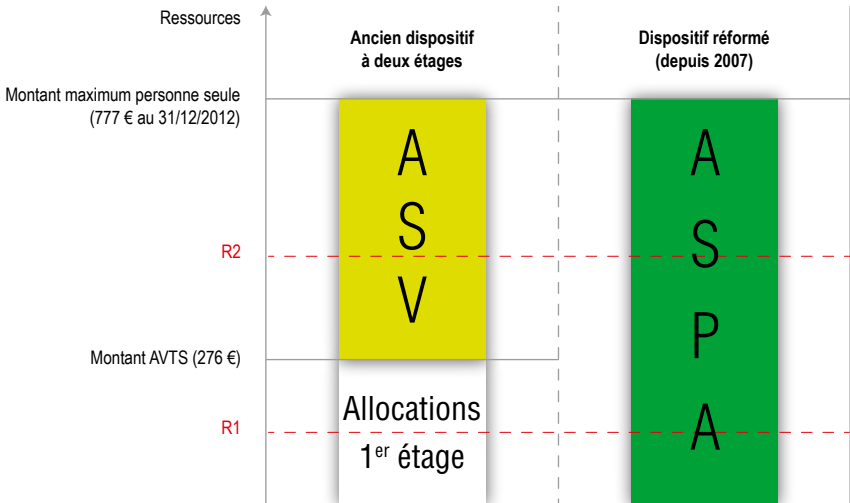 Ressources
Ancien dispositif
à deux étages
Dispositif réformé
(depuis 2007)
Montant maximum personne seule
(777 € au 31/12/2012)
A
S
V
A
S
P
A
R2
Montant AVTS (276 €)
Allocations
1er étage
R1